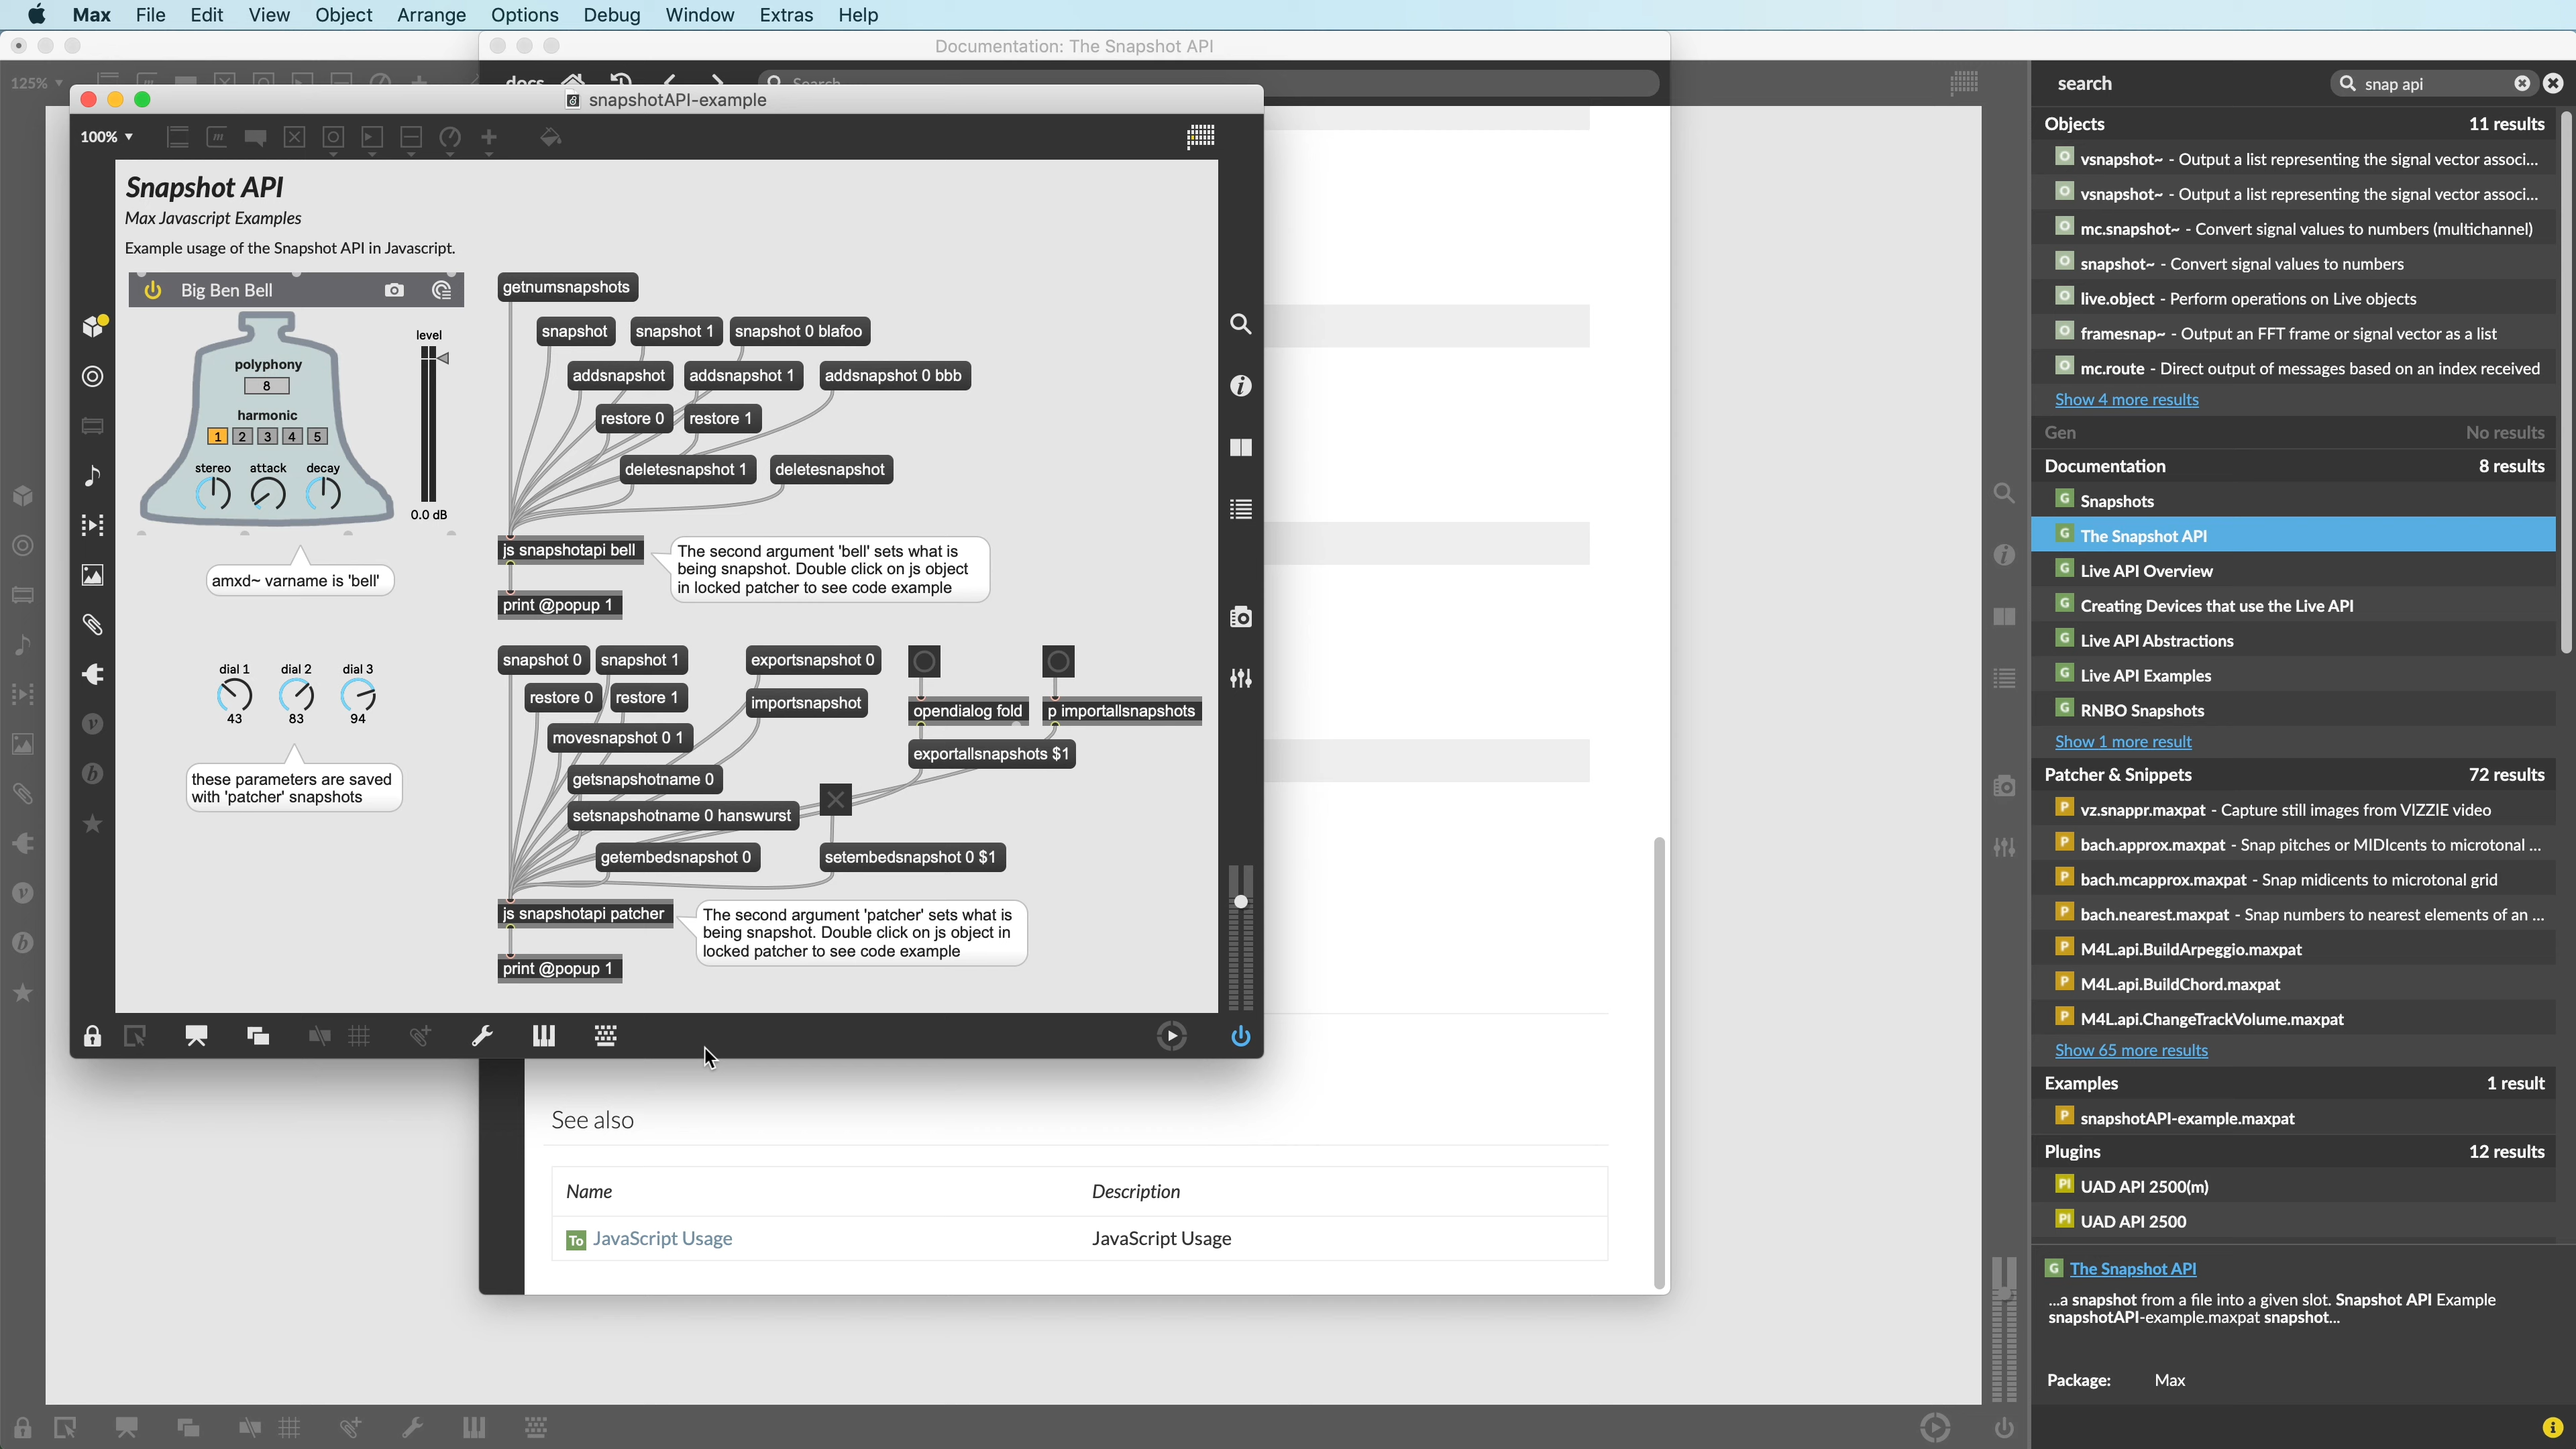 Max File Edit View Object Arrange Options Debug Window Extras Help
Documentation: The Snapshot API
125%
docs
Search
snapshotAPI-example
100%
Snapshot API
Max Javascript Examples
Example usage of the Snapshot API in Javascript.
Big Ben Bell
level
polyphony
8
harmonic
1 2 3 4 5
stereo attack decay
0.0 dB
amxd~ varname is 'bell'
getnumsnapshots
snapshot snapshot 1 snapshot 0 blafoo
addsnapshot addsnapshot 1 addsnapshot 0 bbb
restore 0 restore 1
deletesnapshot 1 deletesnapshot
js snapshotapi bell
The second argument 'bell' sets what is
being snapshot. Double click on js object
in locked patcher to see code example
print @popup 1
dial 1 dial 2 dial 3
43 83 94
these parameters are saved
with 'patcher' snapshots
snapshot 0 snapshot 1 exportsnapshot 0
restore 0 restore 1 importsnapshot
opendialog fold p importallsnapshots
movesnapshot 0 1
exportallsnapshots $1
getsnapshotname 0
setsnapshotname 0 hanswurst
getembedsnapshot 0 setembedsnapshot 0 $1
js snapshotapi patcher
The second argument 'patcher' sets what is
being snapshot. Double click on js object in
locked patcher to see code example
print @popup 1
See also
Name Description
To JavaScript Usage JavaScript Usage
search
snap api
Objects 11 results
O vsnapshot~ - Output a list representing the signal vector associ...
O vsnapshot~ - Output a list representing the signal vector associ...
O mc.snapshot~ - Convert signal values to numbers (multichannel)
O snapshot~ - Convert signal values to numbers
O live.object - Perform operations on Live objects
O framesnap~ - Output an FFT frame or signal vector as a list
O mc.route - Direct output of messages based on an index received
Show 4 more results
Gen No results
Documentation 8 results
G Snapshots
G The Snapshot API
G Live API Overview
G Creating Devices that use the Live API
G Live API Abstractions
G Live API Examples
G RNBO Snapshots
Show 1 more result
Patcher & Snippets 72 results
P vz.snappr.maxpat - Capture still images from VIZZIE video
P bach.approx.maxpat - Snap pitches or MIDIcents to microtonal ...
P bach.mcapprox.maxpat - Snap midicents to microtonal grid
P bach.nearest.maxpat - Snap numbers to nearest elements of an ...
P M4L.api.BuildArpeggio.maxpat
P M4L.api.BuildChord.maxpat
P M4L.api.ChangeTrackVolume.maxpat
Show 65 more results
Examples 1 result
P snapshotAPI-example.maxpat
Plugins 12 results
PI UAD API 2500(m)
PI UAD API 2500
G The Snapshot API
...a snapshot from a file into a given slot. Snapshot API Example
snapshotAPI-example.maxpat snapshot...
Package: Max